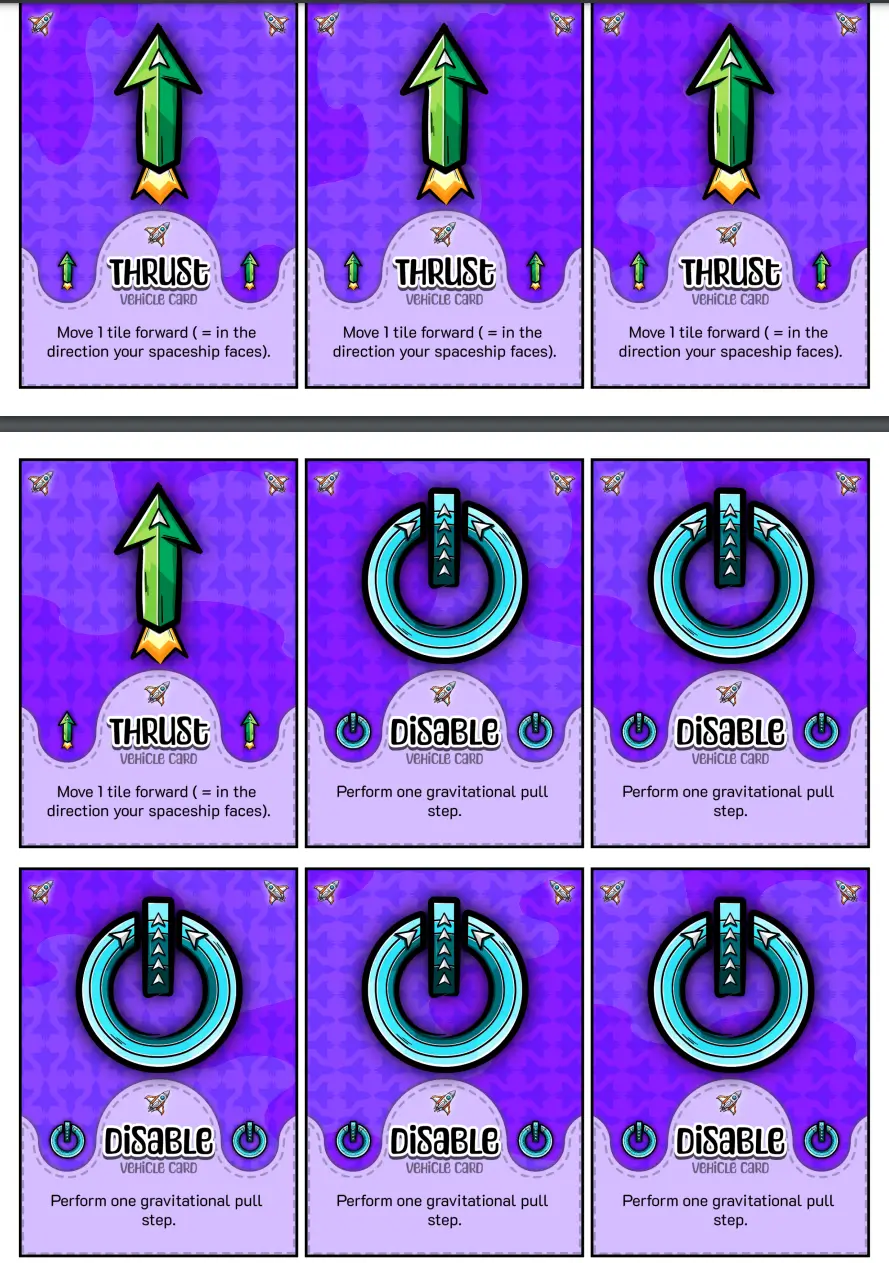 THRUSt
VEHICLE CARD
Move 1 tile forward ( = in the
direction your spaceship faces).
THRUSt
VEHICLE CARD
Move 1 tile forward ( = in the
direction your spaceship faces).
THRUSt
VEHICLE CARD
Move 1 tile forward ( = in the
direction your spaceship faces).
THRUSt
VEHICLE CARD
Move 1 tile forward ( = in the
direction your spaceship faces).
DiSABLE
VEHICLE CARD
Perform one gravitational pull
step.
DiSABLE
VEHICLE CARD
Perform one gravitational pull
step.
DiSABLE
VEHICLE CARD
Perform one gravitational pull
step.
DiSABLE
VEHICLE CARD
Perform one gravitational pull
step.
DiSABLE
VEHICLE CARD
Perform one gravitational pull
step.